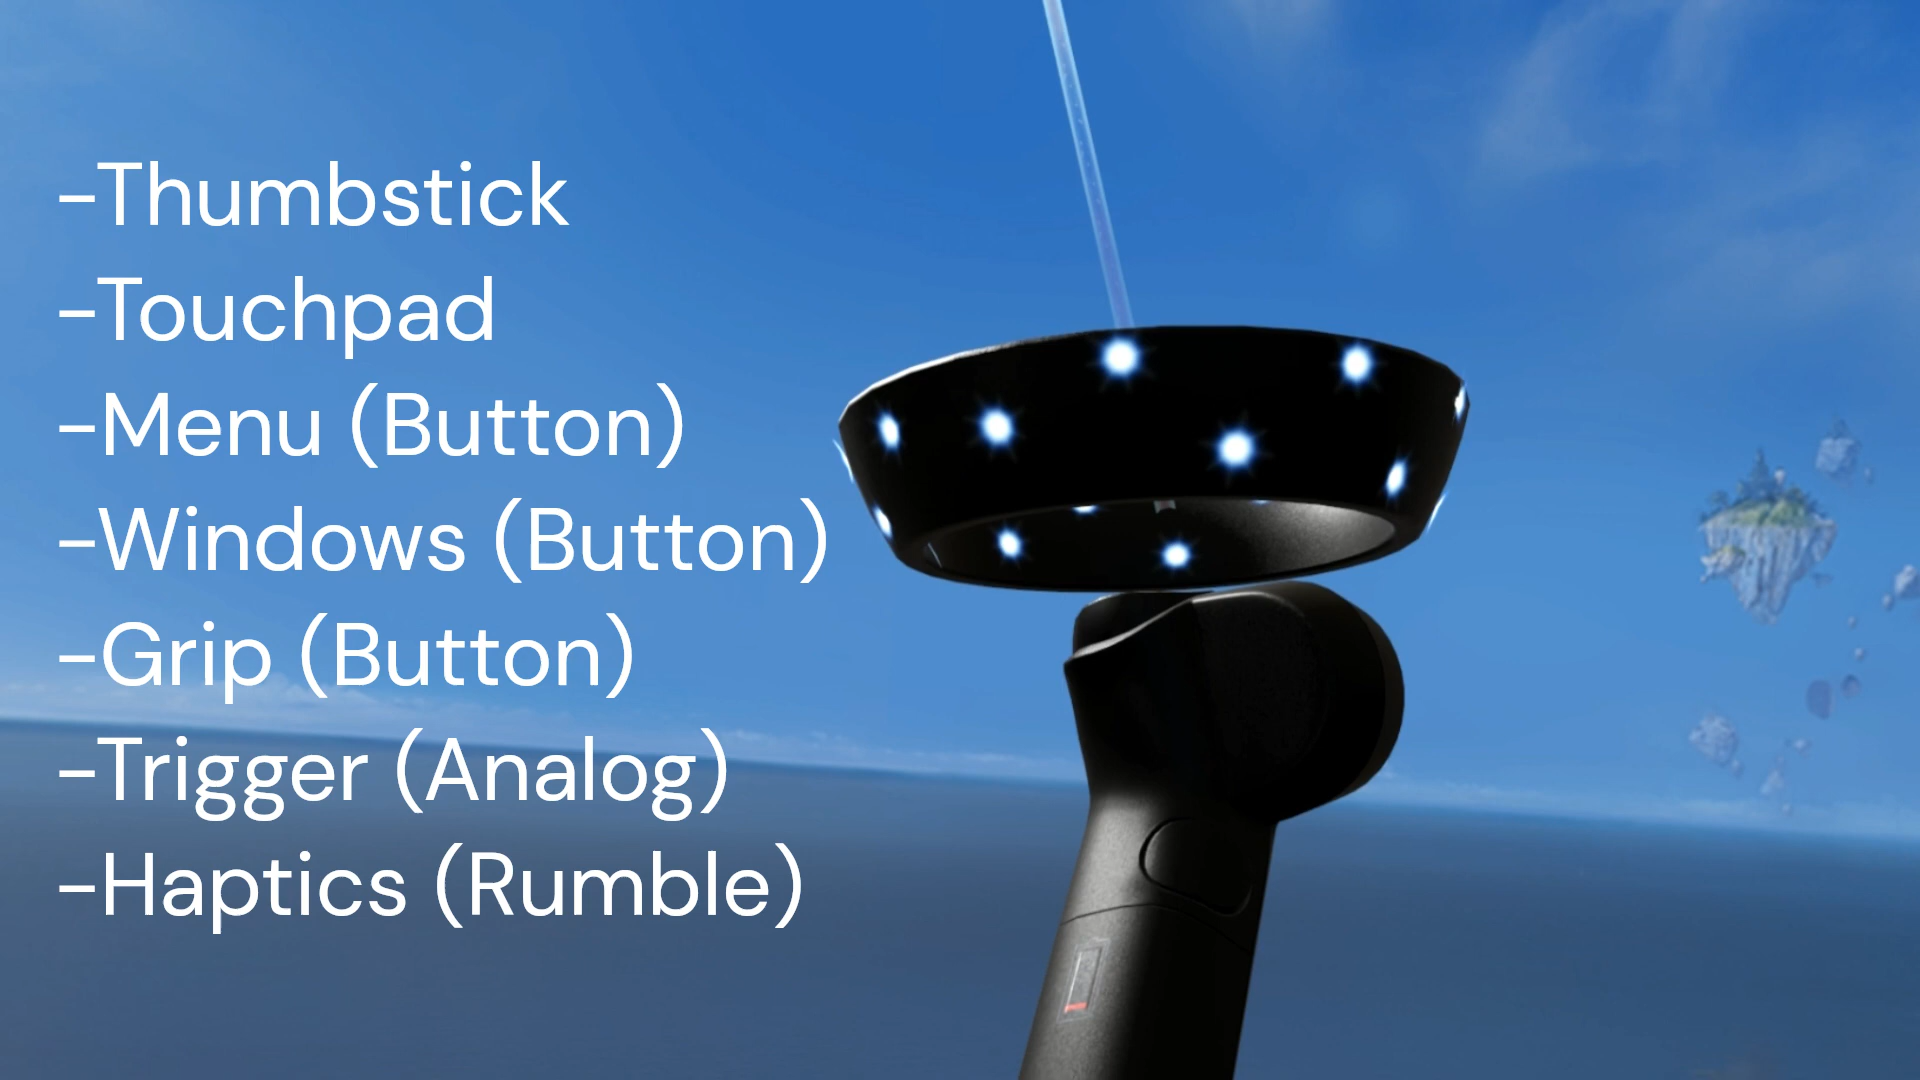 -Thumbstick
-Touchpad
-Menu (Button)
-Windows (Button)
-Grip (Button)
-Trigger (Analog)
-Haptics (Rumble)